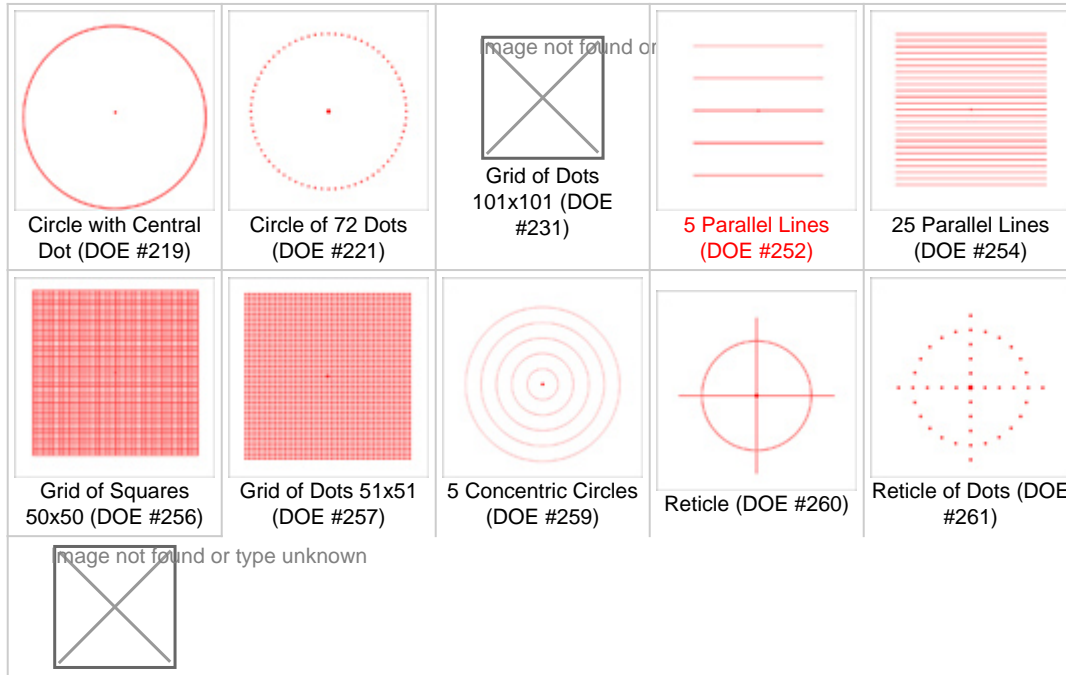 Image not found or
Circle with Central
Dot (DOE #219)
Circle of 72 Dots
(DOE #221)
Grid of Dots
101x101 (DOE
#231)
5 Parallel Lines
(DOE #252)
25 Parallel Lines
(DOE #254)
Grid of Squares
50x50 (DOE #256)
Grid of Dots 51x51
(DOE #257)
5 Concentric Circles
(DOE #259)
Reticle (DOE #260)
Reticle of Dots (DOE
#261)
Image not found or type unknown